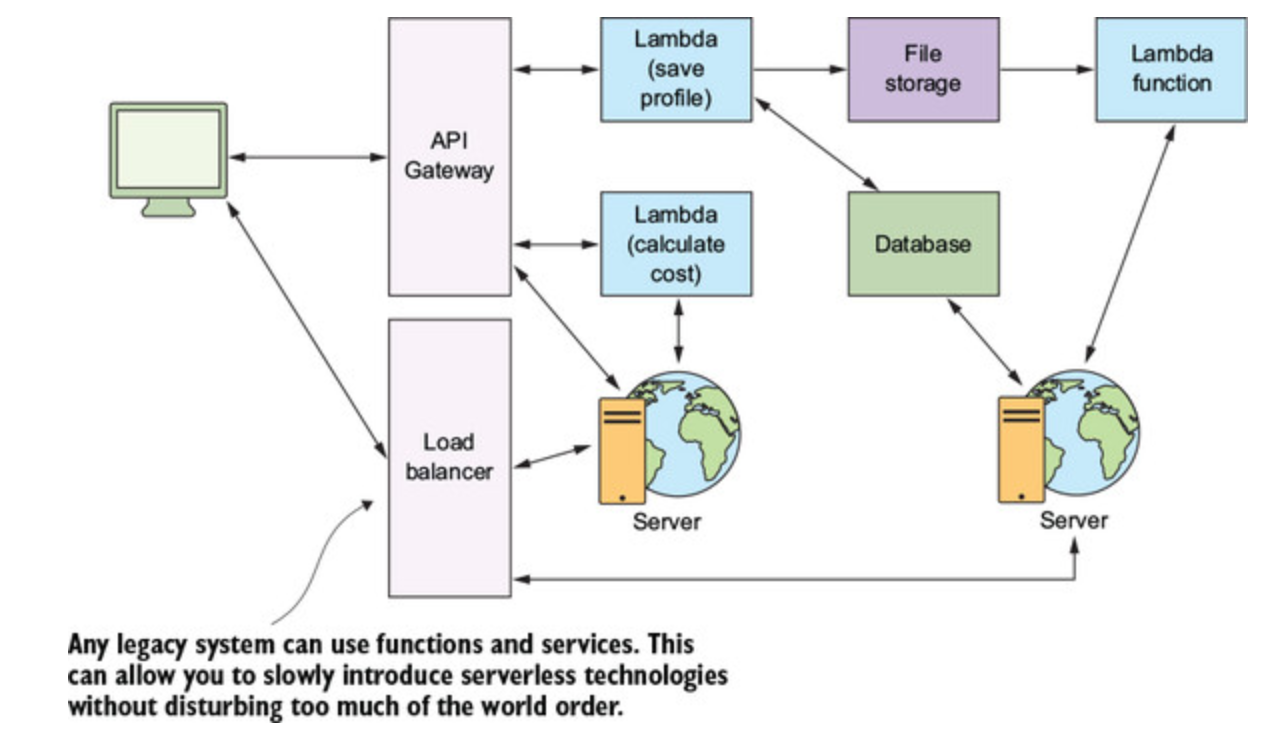 Lambda
(save
profile)
File
storage
Lambda
function
API
Gateway
Lambda
(calculate
cost)
Database
Load
balancer
Server
Server
Any legacy system can use functions and services. This
can allow you to slowly introduce serverless technologies
without disturbing too much of the world order.